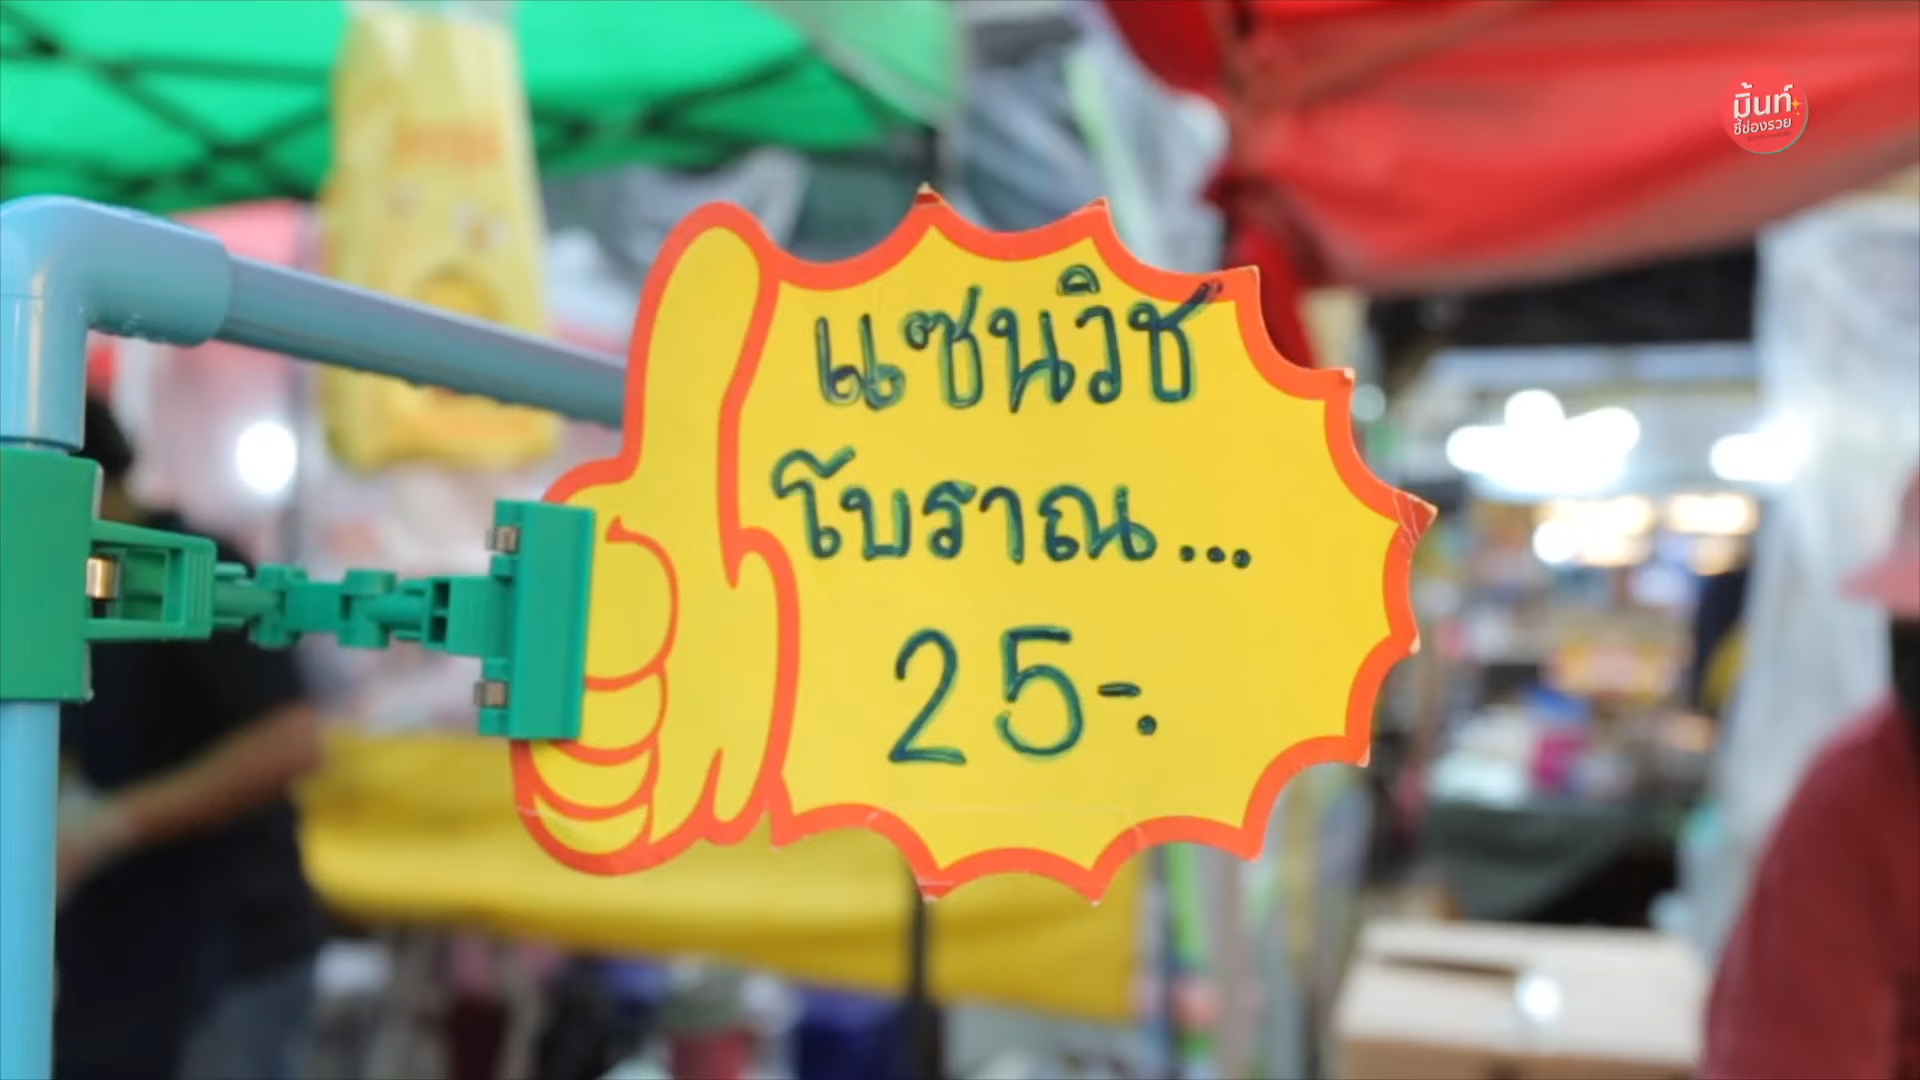 มิ้นท์
ชี้ช่องรวย
แซนวิช
โบราณ...
25-.